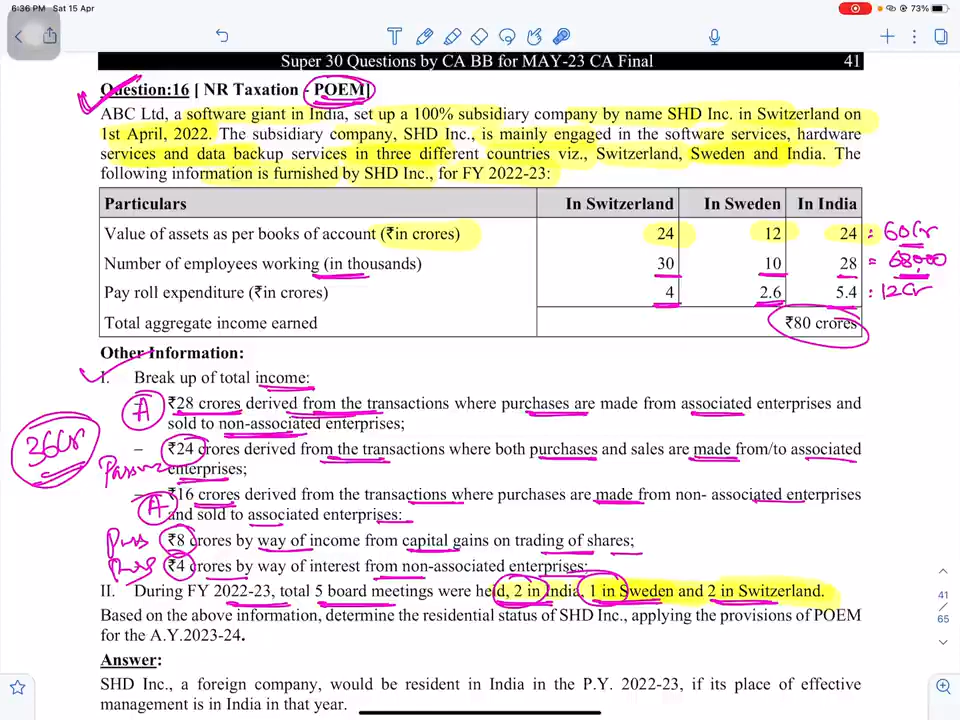 6:36 PM Sat 15 Apr 73%
Super 30 Questions by CA BB for MAY-23 CA Final 41
Question:16 [ NR Taxation - POEM]
ABC Ltd, a software giant in India, set up a 100% subsidiary company by name SHD Inc. in Switzerland on
1st April, 2022. The subsidiary company, SHD Inc., is mainly engaged in the software services, hardware
services and data backup services in three different countries viz., Switzerland, Sweden and India. The
following information is furnished by SHD Inc., for FY 2022-23:
Particulars In Switzerland In Sweden In India
Value of assets as per books of account (₹in crores) 24 12 24 : 60Cr
Number of employees working (in thousands) 30 10 28 = 68,000
Pay roll expenditure (₹in crores) 4 2.6 5.4 : 12Cr
Total aggregate income earned ₹80 crores
Other Information:
I. Break up of total income:
A – ₹28 crores derived from the transactions where purchases are made from associated enterprises and
sold to non-associated enterprises;
36Cr
– ₹24 crores derived from the transactions where both purchases and sales are made from/to associated
enterprises;
A – ₹16 crores derived from the transactions where purchases are made from non- associated enterprises
and sold to associated enterprises:
Pass ₹8 crores by way of income from capital gains on trading of shares;
₹4 crores by way of interest from non-associated enterprises;
II. During FY 2022-23, total 5 board meetings were held, 2 in India, 1 in Sweden and 2 in Switzerland.
Based on the above information, determine the residential status of SHD Inc., applying the provisions of POEM
for the A.Y.2023-24.
Answer:
SHD Inc., a foreign company, would be resident in India in the P.Y. 2022-23, if its place of effective
management is in India in that year.
41
/
65